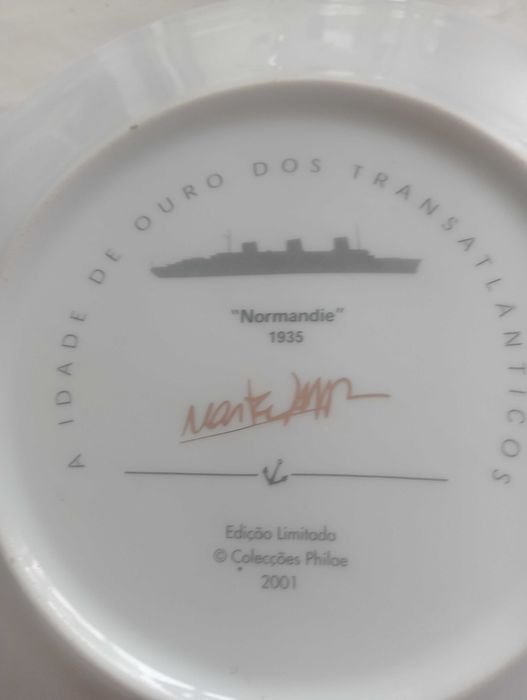 A IDADE DE OURO DOS TRANSATLÂNTICOS
"Normandie"
1935
Edição Limitada
© Colecções Philae
2001